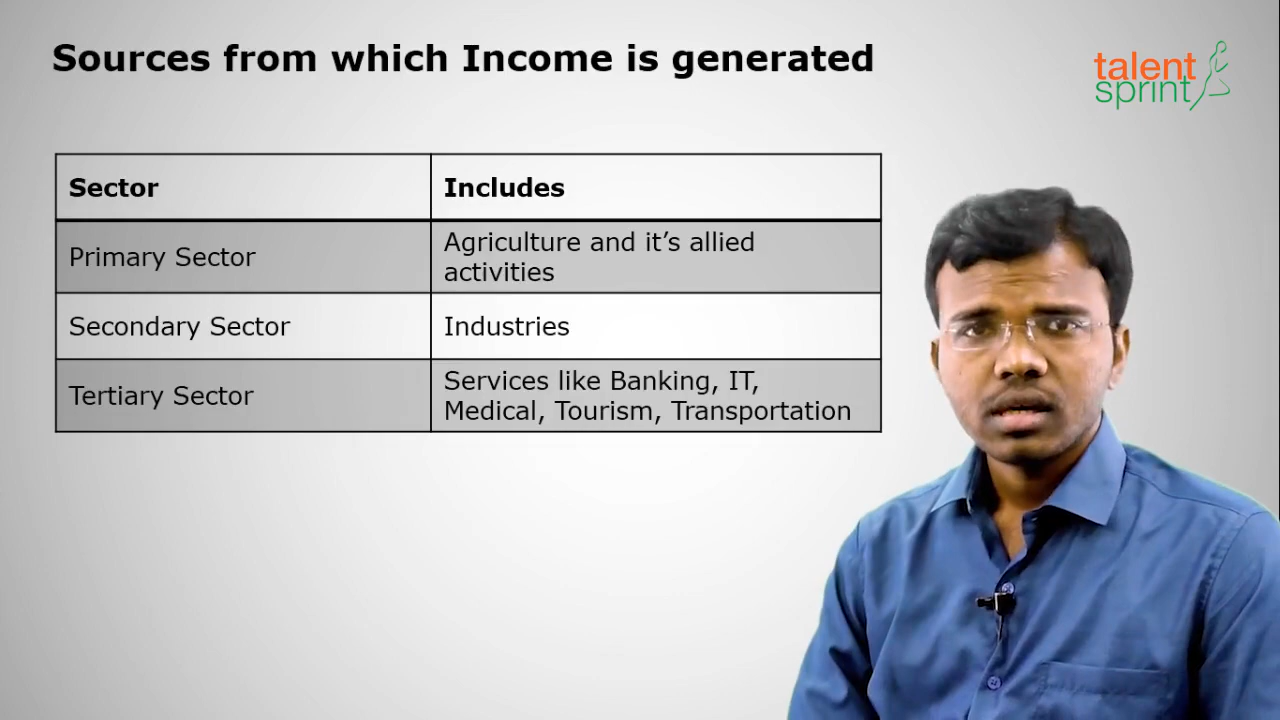 Sources from which Income is generated
talent
sprint
Sector
Includes
Primary Sector
Agriculture and it’s allied
activities
Secondary Sector
Industries
Tertiary Sector
Services like Banking, IT,
Medical, Tourism, Transportation